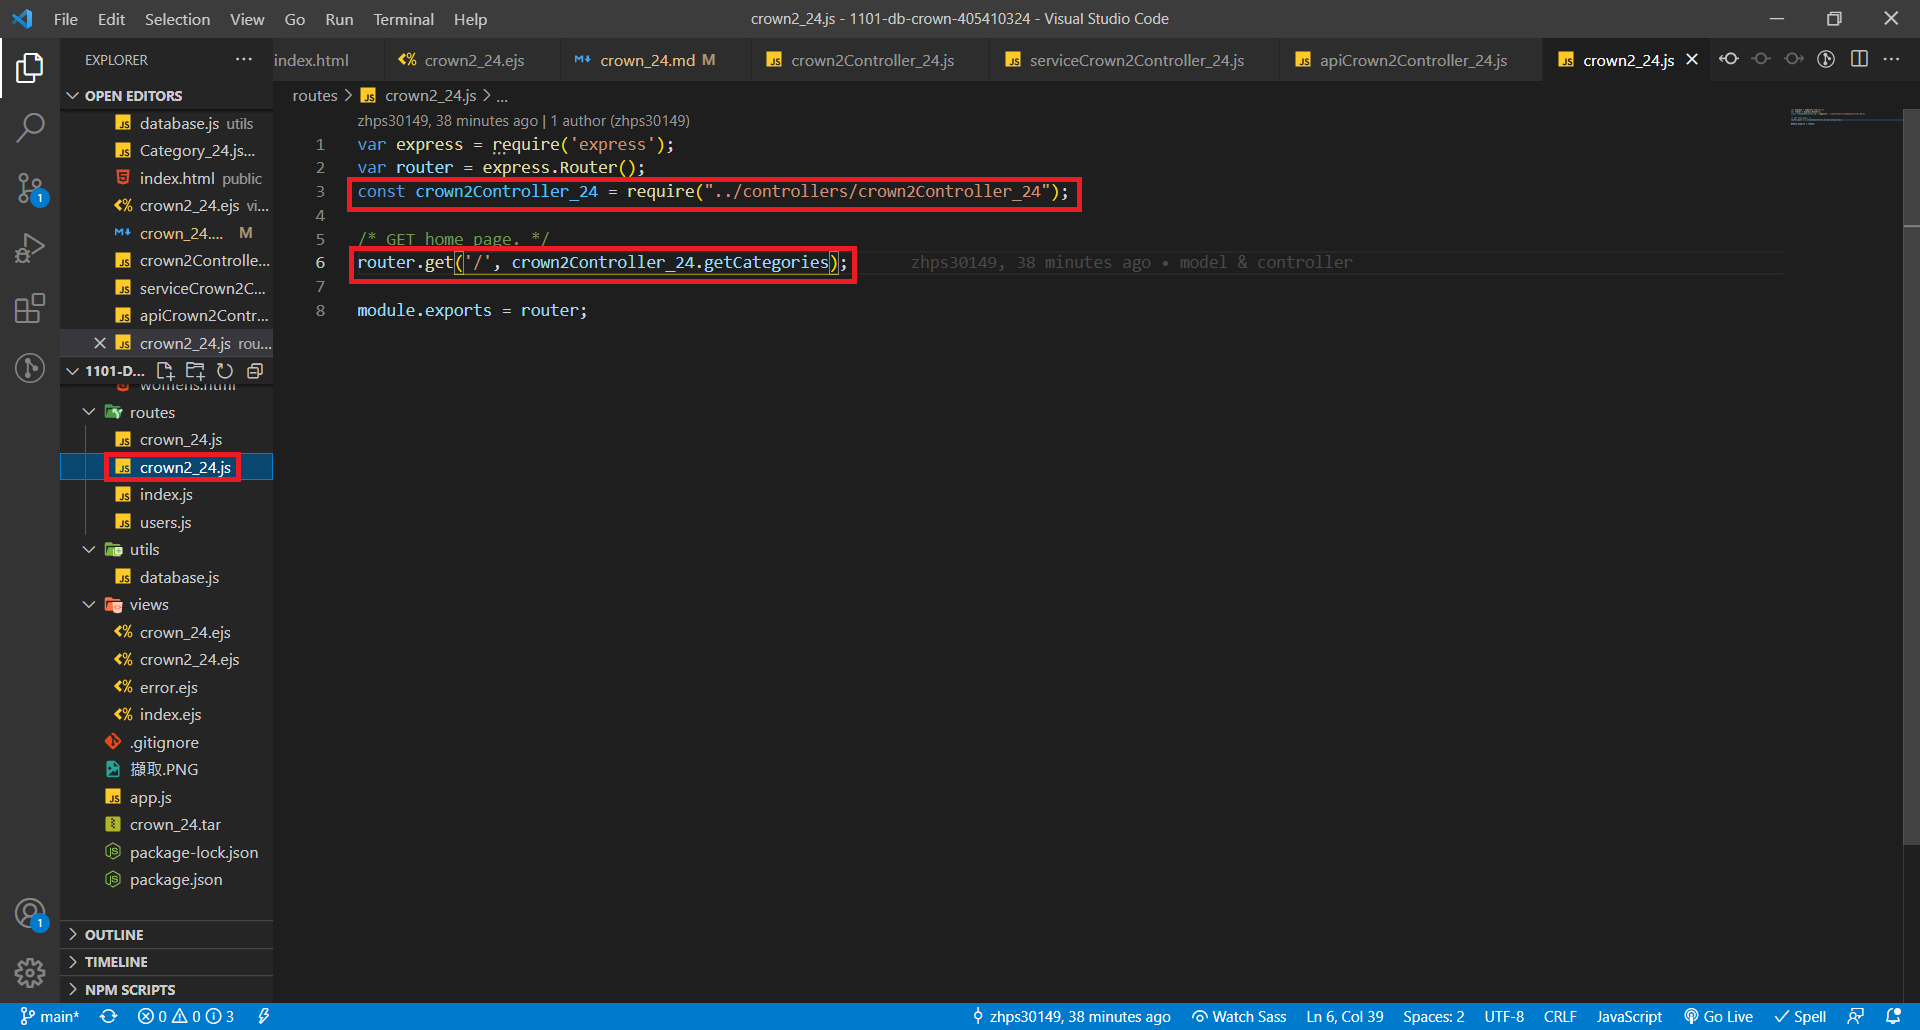 File Edit Selection View Go Run Terminal Help
crown2_24.js - 1101-db-crown-405410324 - Visual Studio Code
EXPLORER
index.html
crown2_24.ejs
crown_24.md M
crown2Controller_24.js
serviceCrown2Controller_24.js
apiCrown2Controller_24.js
crown2_24.js
OPEN EDITORS
database.js utils
Category_24.js...
index.html public
crown2_24.ejs vi...
crown_24.... M
crown2Controlle...
serviceCrown2C...
apiCrown2Contr...
crown2_24.js rou...
1101-D...
womens.html
routes
crown_24.js
crown2_24.js
index.js
users.js
utils
database.js
views
crown_24.ejs
crown2_24.ejs
error.ejs
index.ejs
.gitignore
擷取.PNG
app.js
crown_24.tar
package-lock.json
package.json
OUTLINE
TIMELINE
NPM SCRIPTS
routes > crown2_24.js > ...
zhps30149, 38 minutes ago | 1 author (zhps30149)
1 var express = require('express');
2 var router = express.Router();
3 const crown2Controller_24 = require("../controllers/crown2Controller_24");
4
5 /* GET home page. */
6 router.get('/', crown2Controller_24.getCategories); zhps30149, 38 minutes ago • model & controller
7
8 module.exports = router;
1
1
main* 0 0 3
zhps30149, 38 minutes ago Watch Sass Ln 6, Col 39 Spaces: 2 UTF-8 CRLF JavaScript Go Live Spell